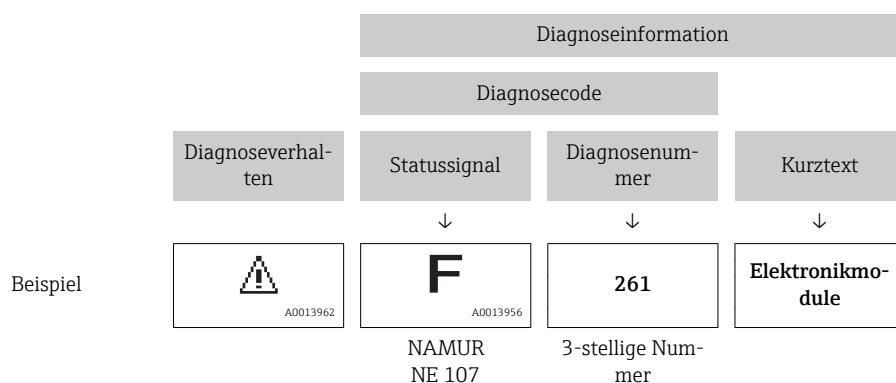 Diagnoseinformation
Diagnosecode
Diagnoseverhal-
ten
Statussignal
Diagnosenum-
mer
Kurztext
↓ ↓ ↓
Beispiel
A0013962
F
A0013956
261
Elektronikmo-
dule
NAMUR
NE 107
3-stellige Num-
mer